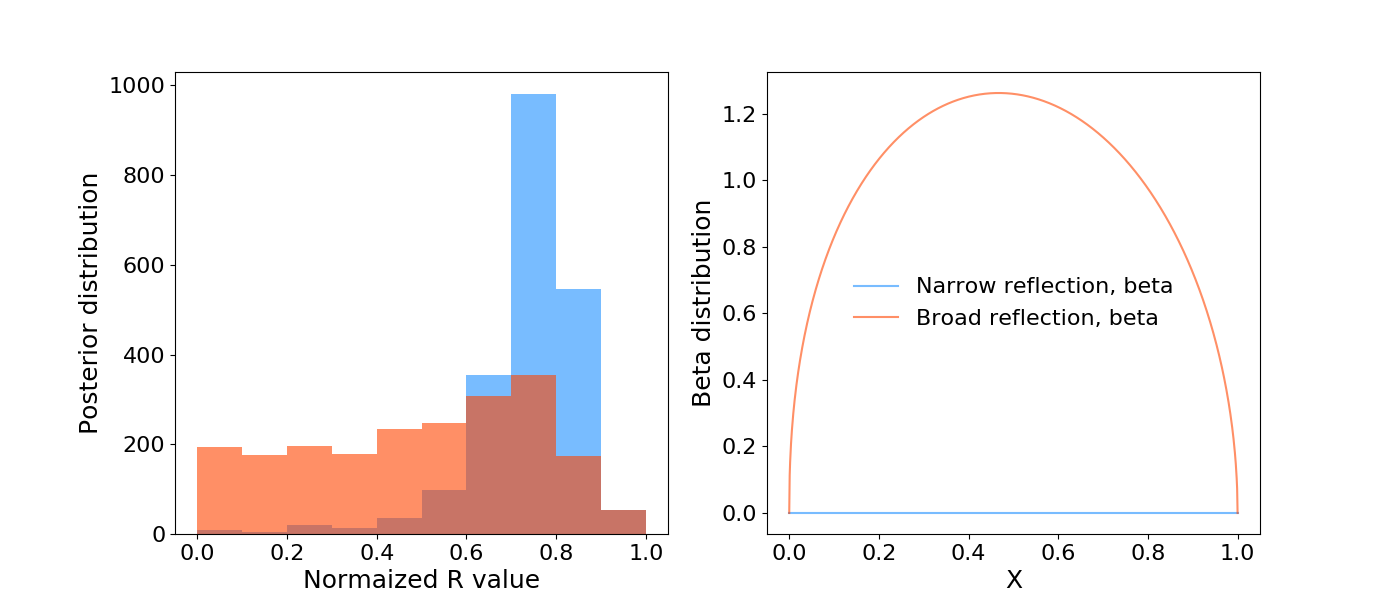 Posterior distribution
1000
800
600
400
200
0
0.0 0.2 0.4 0.6 0.8 1.0
Normaized R value
Beta distribution
1.2
1.0
0.8
0.6
0.4
0.2
0.0
Narrow reflection, beta
Broad reflection, beta
0.0 0.2 0.4 0.6 0.8 1.0
X